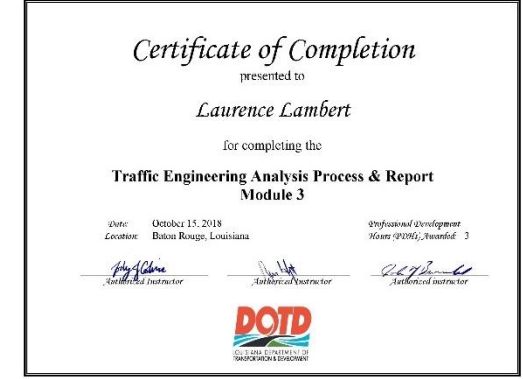 Certificate of Completion
presented to
Laurence Lambert
for completing the
Traffic Engineering Analysis Process & Report
Module 3
Date: October 15, 2018
Location: Baton Rouge, Louisiana
Professional Development
Hours (PDHs) Awarded: 3
Authorized Instructor
Authorized Instructor
Authorized instructor
DOTD
LOUISIANA DEPARTMENT OF
TRANSPORTATION & DEVELOPMENT